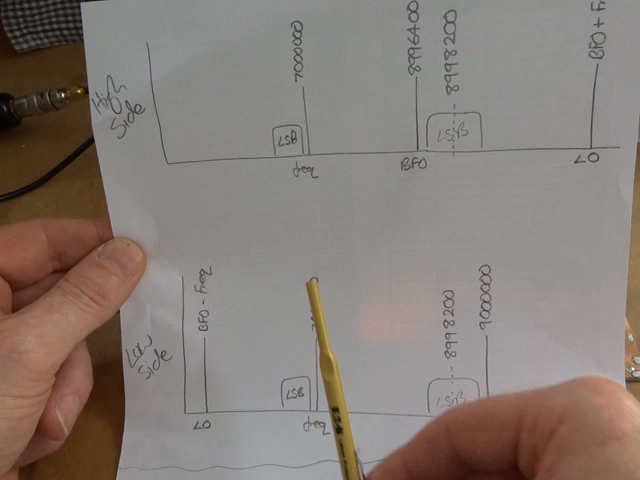 High
Side
7000000
8996400
8998200
BFO + Fr
LSB
LSB
freq
BFO
LO
Low
Side
BFO - Freq
8998200
9000000
LSB
LSB
LO